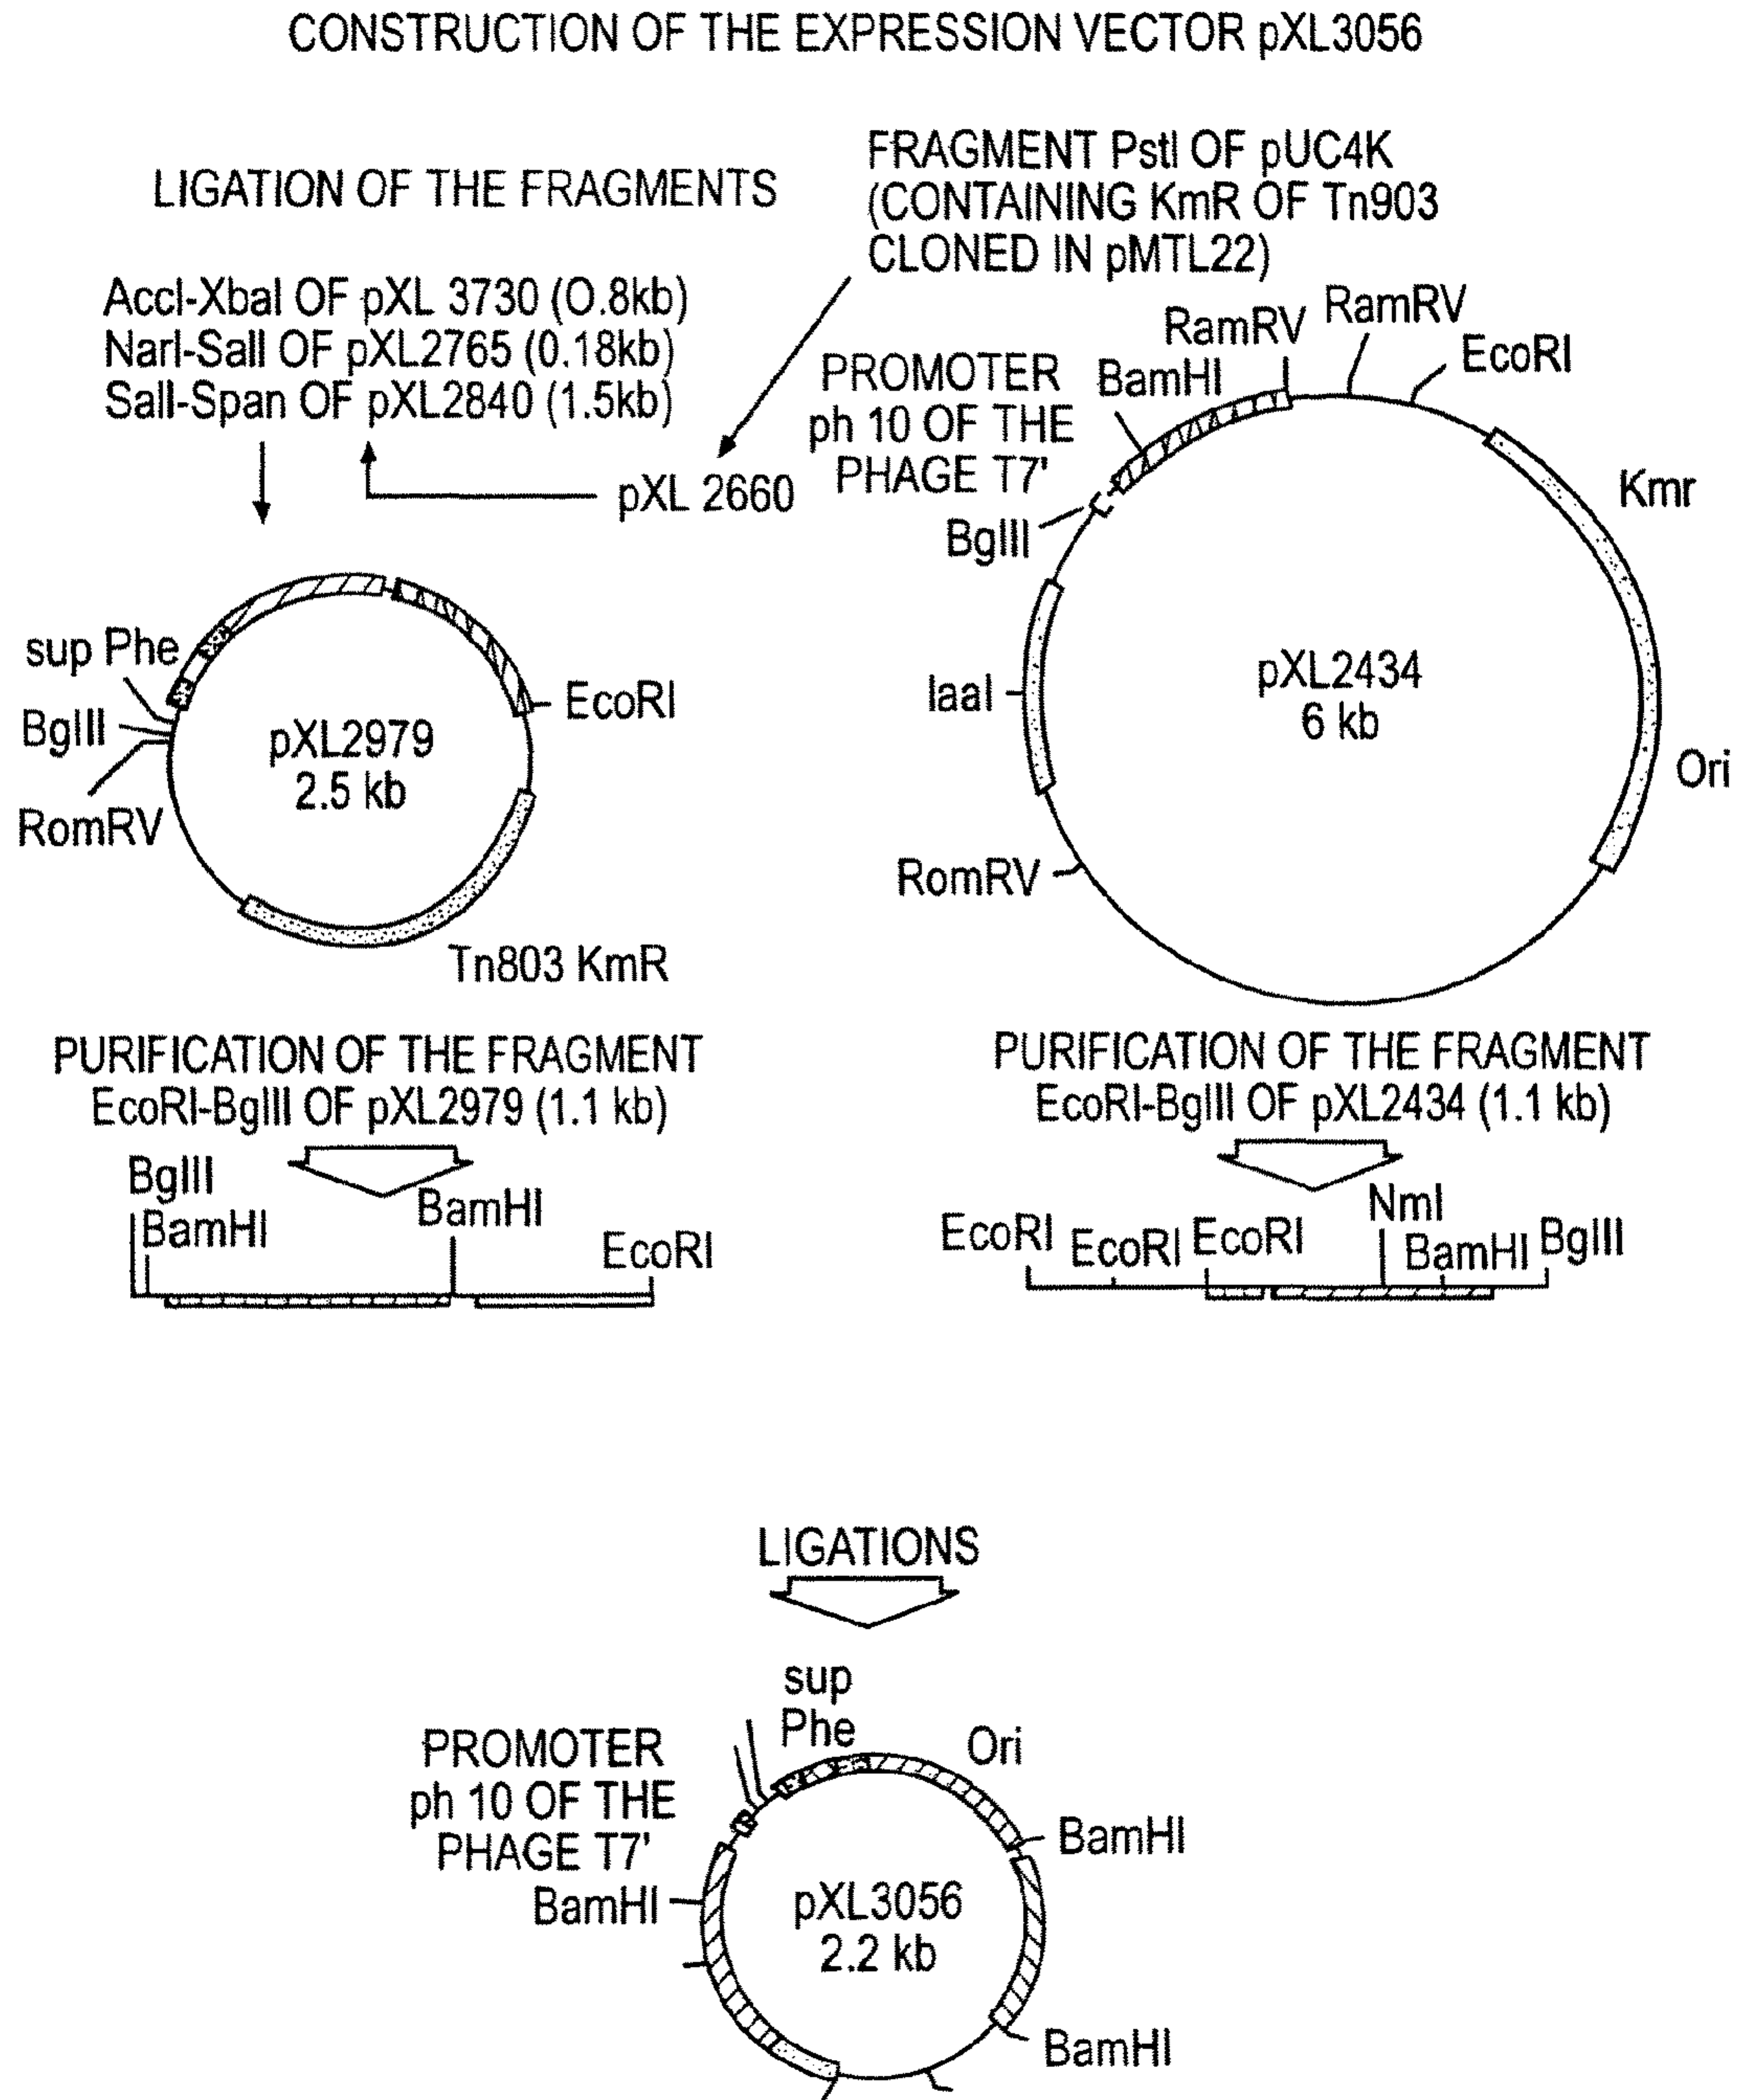 CONSTRUCTION OF THE EXPRESSION VECTOR pXL3056
LIGATION OF THE FRAGMENTS
FRAGMENT PstI OF pUC4K
(CONTAINING KmR OF Tn903
CLONED IN pMTL22)
AccI-XbaI OF pXL 3730 (0.8kb)
NarI-SalI OF pXL2765 (0.18kb)
SalI-Span OF pXL2840 (1.5kb)
pXL 2660
PROMOTER
ph 10 OF THE
PHAGE T7'
BamHI
RamRV
RamRV
EcoRI
Kmr
BglII
laaI
pXL2434
6 kb
Ori
RomRV
sup Phe
BglII
RomRV
pXL2979
2.5 kb
EcoRI
Tn803 KmR
PURIFICATION OF THE FRAGMENT
EcoRI-BglII OF pXL2979 (1.1 kb)
BglII
BamHI
BamHI
EcoRI
PURIFICATION OF THE FRAGMENT
EcoRI-BglII OF pXL2434 (1.1 kb)
EcoRI
EcoRI
EcoRI
NmI
BamHI
BglII
LIGATIONS
sup
Phe
Ori
PROMOTER
ph 10 OF THE
PHAGE T7'
BamHI
BamHI
pXL3056
2.2 kb
BamHI